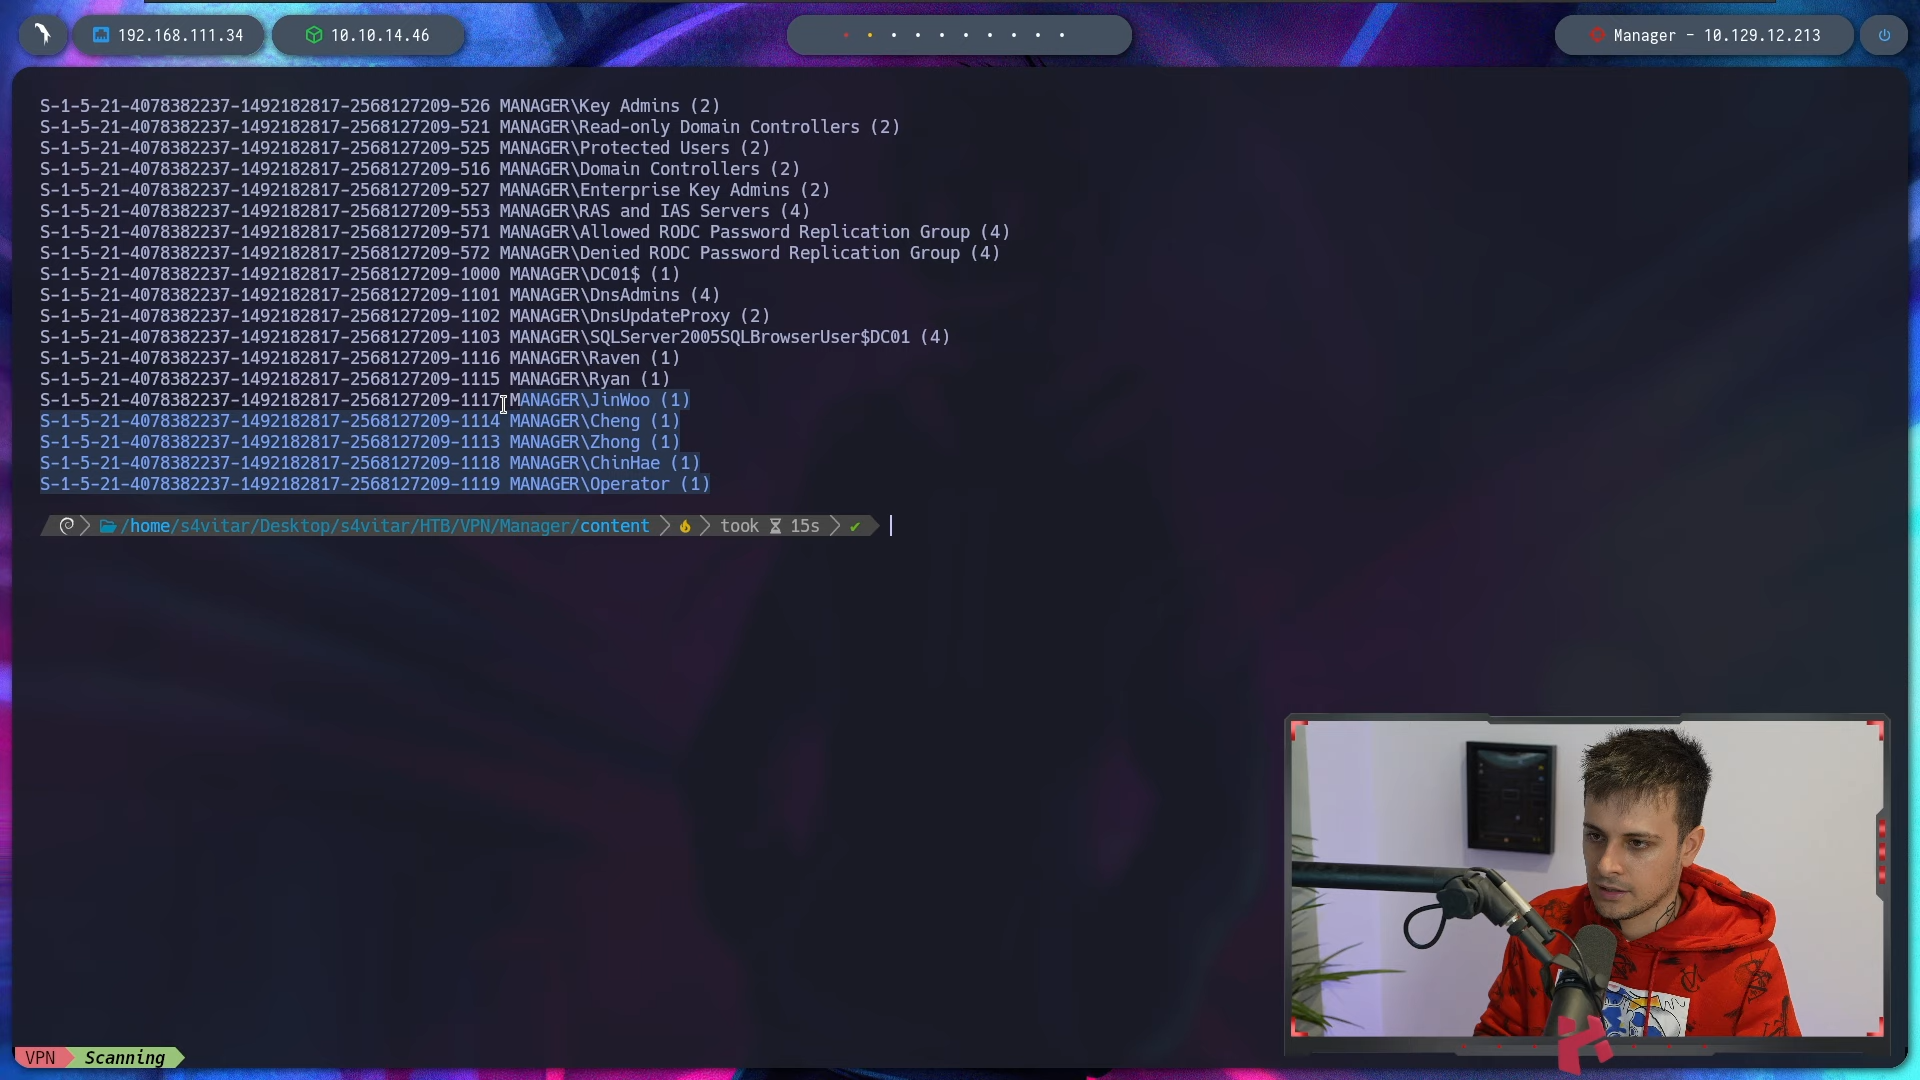 192.168.111.34 10.10.14.46 Manager - 10.129.12.213
S-1-5-21-4078382237-1492182817-2568127209-526 MANAGER\Key Admins (2)
S-1-5-21-4078382237-1492182817-2568127209-521 MANAGER\Read-only Domain Controllers (2)
S-1-5-21-4078382237-1492182817-2568127209-525 MANAGER\Protected Users (2)
S-1-5-21-4078382237-1492182817-2568127209-516 MANAGER\Domain Controllers (2)
S-1-5-21-4078382237-1492182817-2568127209-527 MANAGER\Enterprise Key Admins (2)
S-1-5-21-4078382237-1492182817-2568127209-553 MANAGER\RAS and IAS Servers (4)
S-1-5-21-4078382237-1492182817-2568127209-571 MANAGER\Allowed RODC Password Replication Group (4)
S-1-5-21-4078382237-1492182817-2568127209-572 MANAGER\Denied RODC Password Replication Group (4)
S-1-5-21-4078382237-1492182817-2568127209-1000 MANAGER\DC01$ (1)
S-1-5-21-4078382237-1492182817-2568127209-1101 MANAGER\DnsAdmins (4)
S-1-5-21-4078382237-1492182817-2568127209-1102 MANAGER\DnsUpdateProxy (2)
S-1-5-21-4078382237-1492182817-2568127209-1103 MANAGER\SQLServer2005SQLBrowserUser$DC01 (4)
S-1-5-21-4078382237-1492182817-2568127209-1116 MANAGER\Raven (1)
S-1-5-21-4078382237-1492182817-2568127209-1115 MANAGER\Ryan (1)
S-1-5-21-4078382237-1492182817-2568127209-1117 MANAGER\JinWoo (1)
S-1-5-21-4078382237-1492182817-2568127209-1114 MANAGER\Cheng (1)
S-1-5-21-4078382237-1492182817-2568127209-1113 MANAGER\Zhong (1)
S-1-5-21-4078382237-1492182817-2568127209-1118 MANAGER\ChinHae (1)
S-1-5-21-4078382237-1492182817-2568127209-1119 MANAGER\Operator (1)
/home/s4vitar/Desktop/s4vitar/HTB/VPN/Manager/content took 15s ✔
VPN Scanning